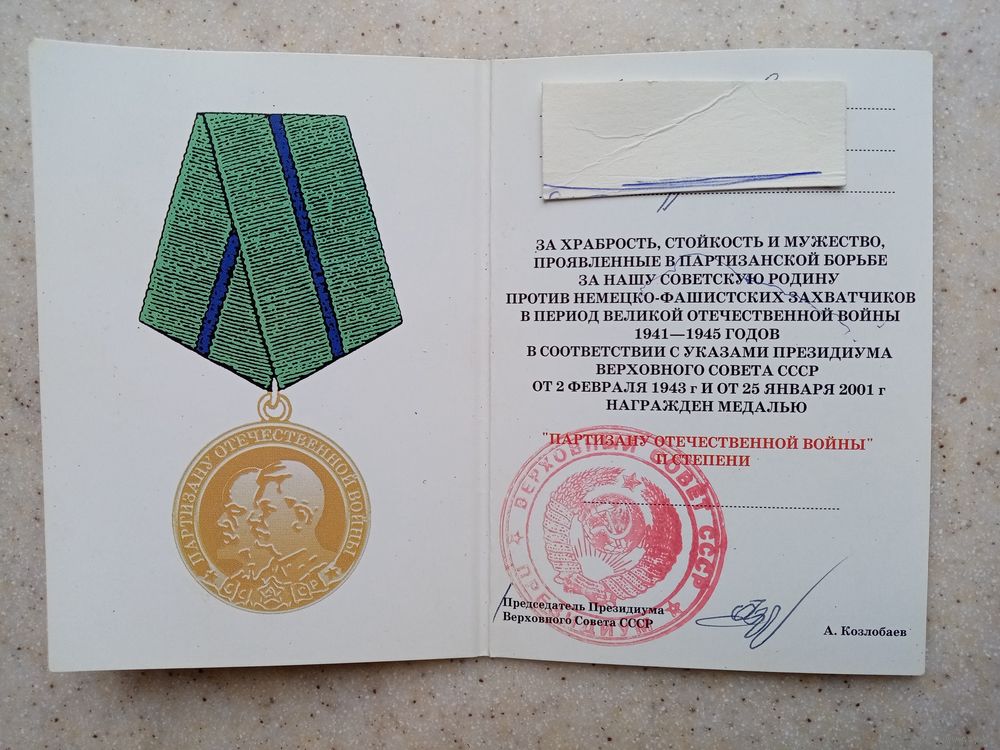 ПАРТИЗАНУ ОТЕЧЕСТВЕННОЙ ВОЙНЫ
СССР
ЗА ХРАБРОСТЬ, СТОЙКОСТЬ И МУЖЕСТВО,
ПРОЯВЛЕННЫЕ В ПАРТИЗАНСКОЙ БОРЬБЕ
ЗА НАШУ СОВЕТСКУЮ РОДИНУ
ПРОТИВ НЕМЕЦКО-ФАШИСТСКИХ ЗАХВАТЧИКОВ
В ПЕРИОД ВЕЛИКОЙ ОТЕЧЕСТВЕННОЙ ВОЙНЫ
1941—1945 ГОДОВ
В СООТВЕТСТВИИ С УКАЗАМИ ПРЕЗИДИУМА
ВЕРХОВНОГО СОВЕТА СССР
ОТ 2 ФЕВРАЛЯ 1943 г И ОТ 25 ЯНВАРЯ 2001 г
НАГРАЖДЕН МЕДАЛЬЮ
"ПАРТИЗАНУ ОТЕЧЕСТВЕННОЙ ВОЙНЫ"
II СТЕПЕНИ
ВЕРХОВНЫЙ СОВЕТ СССР
ПРЕЗИДИУМ
Председатель Президиума
Верховного Совета СССР
А. Козлобаев